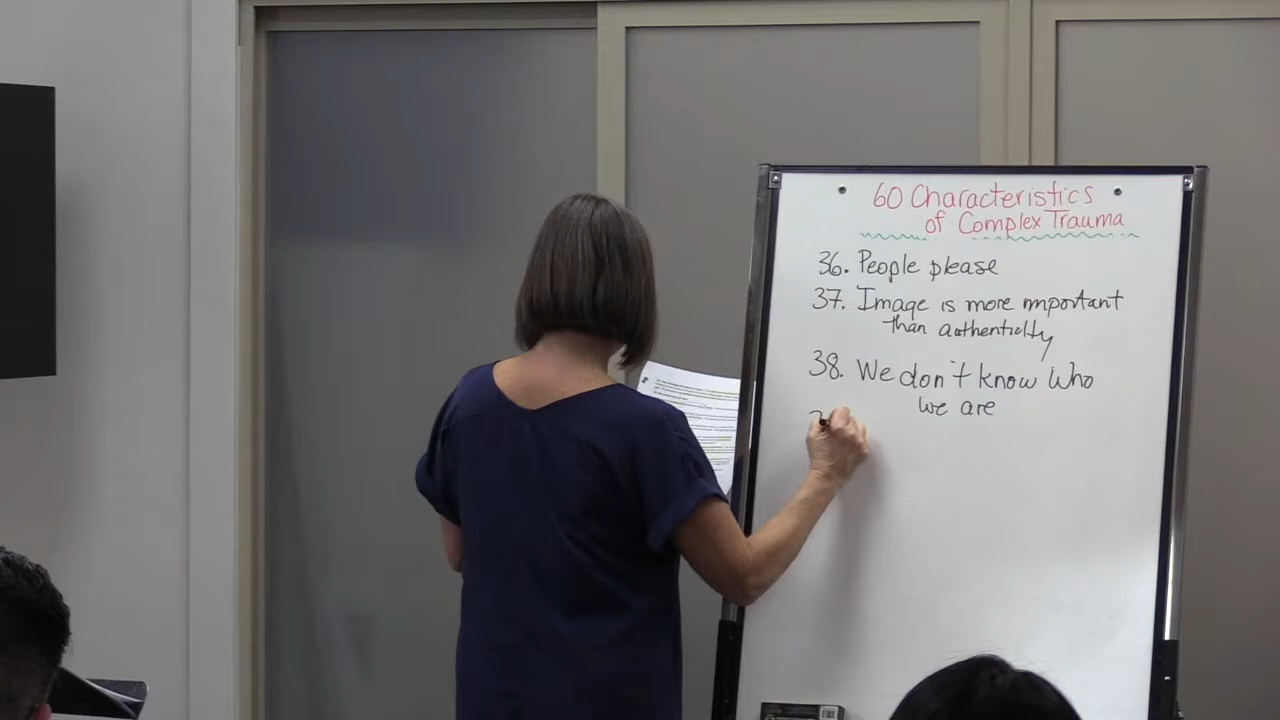 60 Characteristics
of Complex Trauma
36. People please
37. Image is more important
than authenticity
38. We don't know Who
we are